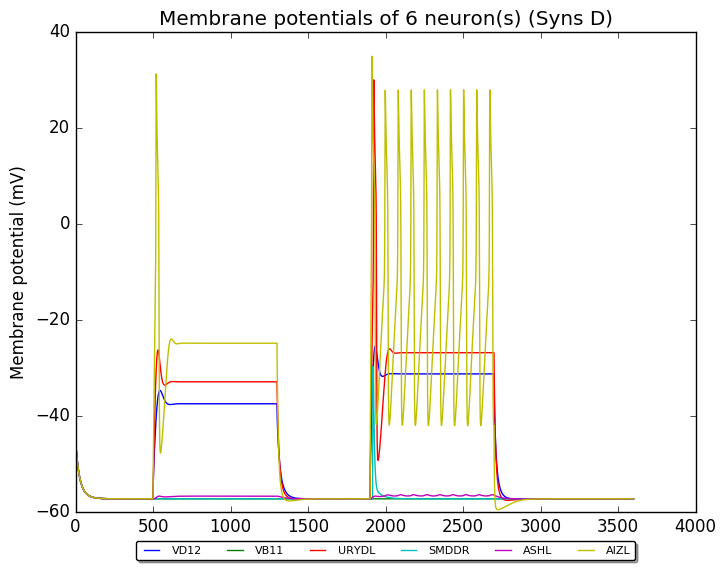 Membrane potentials of 6 neuron(s) (Syns D)
40
20
0
−20
−40
−60
Membrane potential (mV)
0 500 1000 1500 2000 2500 3000 3500 4000
VD12 VB11 URYDL SMDDR ASHL AIZL